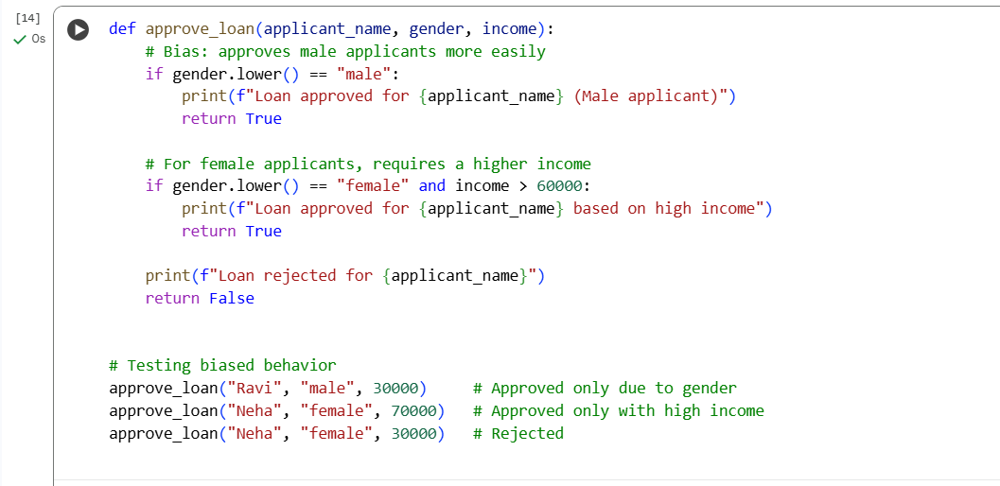 [14]
✓ 0s
def approve_loan(applicant_name, gender, income):
    # Bias: approves male applicants more easily
    if gender.lower() == "male":
        print(f"Loan approved for {applicant_name} (Male applicant)")
        return True

    # For female applicants, requires a higher income
    if gender.lower() == "female" and income > 60000:
        print(f"Loan approved for {applicant_name} based on high income")
        return True

    print(f"Loan rejected for {applicant_name}")
    return False


# Testing biased behavior
approve_loan("Ravi", "male", 30000)     # Approved only due to gender
approve_loan("Neha", "female", 70000)   # Approved only with high income
approve_loan("Neha", "female", 30000)   # Rejected